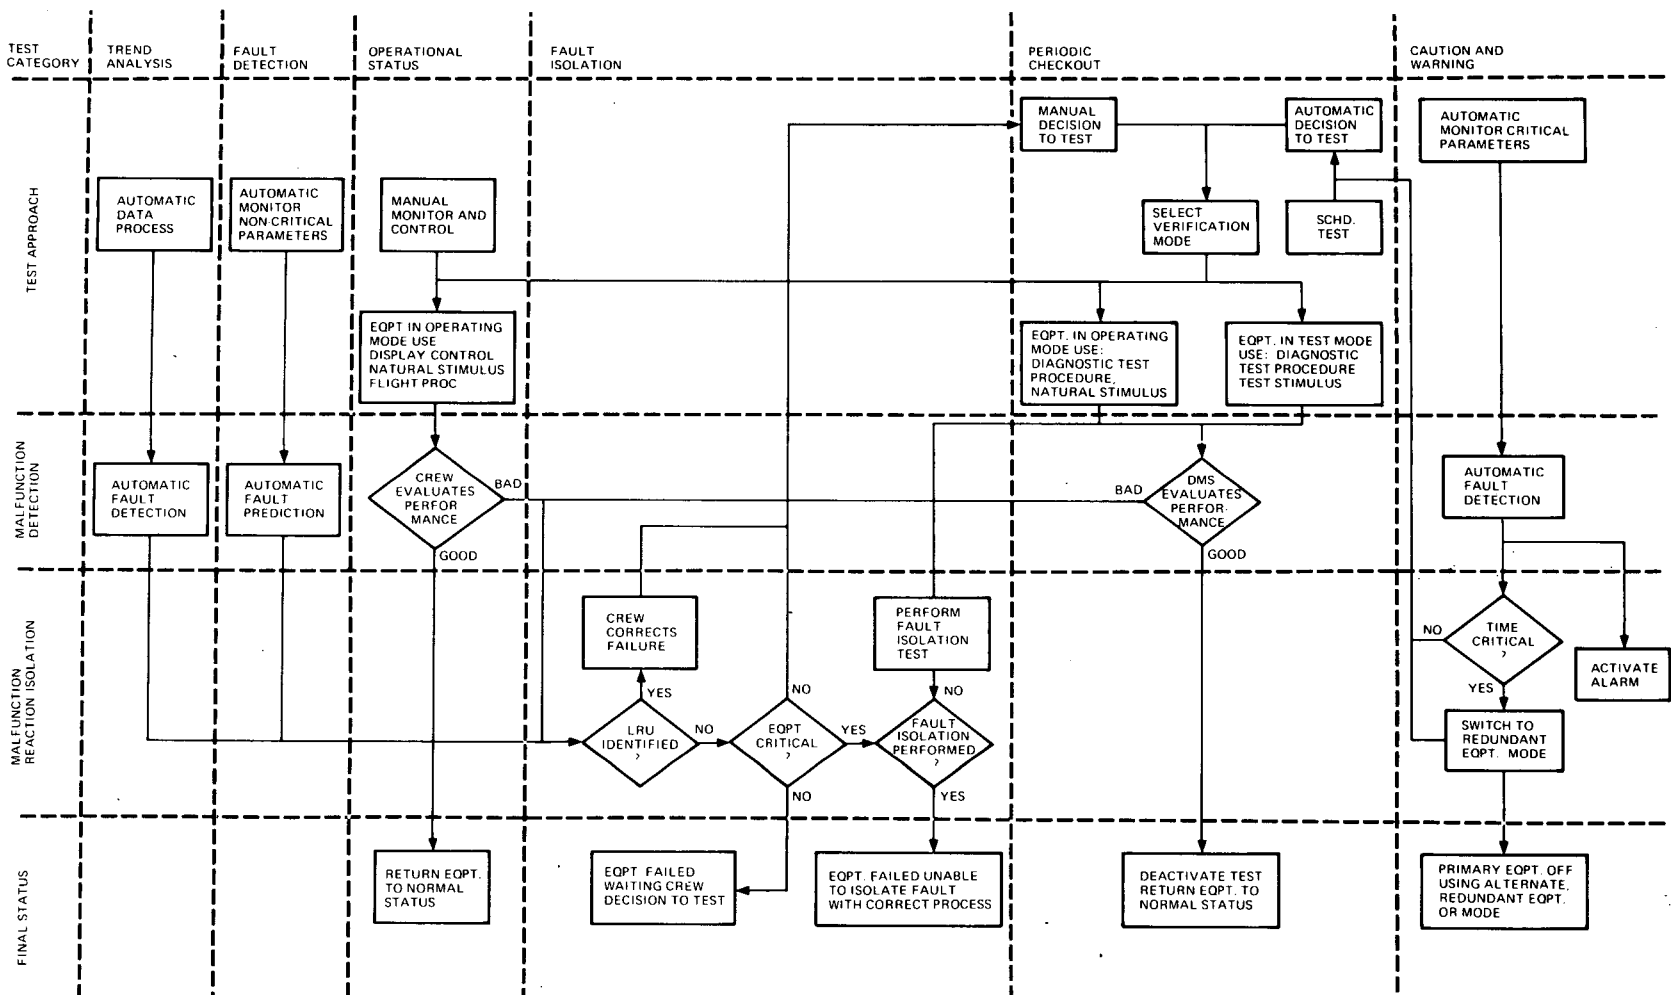 TEST
CATEGORY
TREND
ANALYSIS
FAULT
DETECTION
OPERATIONAL
STATUS
FAULT
ISOLATION
PERIODIC
CHECKOUT
CAUTION AND
WARNING
TEST APPROACH
AUTOMATIC
DATA
PROCESS
AUTOMATIC
MONITOR
NON-CRITICAL
PARAMETERS
MANUAL
MONITOR AND
CONTROL
MANUAL
DECISION
TO TEST
AUTOMATIC
DECISION
TO TEST
AUTOMATIC
MONITOR CRITICAL
PARAMETERS
SELECT
VERIFICATION
MODE
SCHD.
TEST
EQPT IN OPERATING
MODE USE
DISPLAY CONTROL
NATURAL STIMULUS
FLIGHT PROC
EQPT. IN OPERATING
MODE USE:
DIAGNOSTIC TEST
PROCEDURE,
NATURAL STIMULUS
EQPT. IN TEST MODE
USE: DIAGNOSTIC
TEST PROCEDURE
TEST STIMULUS
MALFUNCTION
DETECTION
AUTOMATIC
FAULT
DETECTION
AUTOMATIC
FAULT
PREDICTION
CREW
EVALUATES
PERFOR
MANCE
BAD
GOOD
BAD
DMS
EVALUATES
PERFOR-
MANCE
GOOD
AUTOMATIC
FAULT
DETECTION
MALFUNCTION
REACTION ISOLATION
CREW
CORRECTS
FAILURE
YES
LRU
IDENTIFIED
?
NO
NO
EQPT
CRITICAL
?
YES
NO
PERFORM
FAULT
ISOLATION
TEST
NO
FAULT
ISOLATION
PERFORMED
?
YES
NO
TIME
CRITICAL
?
YES
ACTIVATE
ALARM
SWITCH TO
REDUNDANT
EQPT. MODE
FINAL STATUS
RETURN EQPT.
TO NORMAL
STATUS
EQPT FAILED
WAITING CREW
DECISION TO TEST
EQPT. FAILED UNABLE
TO ISOLATE FAULT
WITH CORRECT PROCESS
DEACTIVATE TEST
RETURN EQPT. TO
NORMAL STATUS
PRIMARY EQPT. OFF
USING ALTERNATE,
REDUNDANT EQPT.
OR MODE